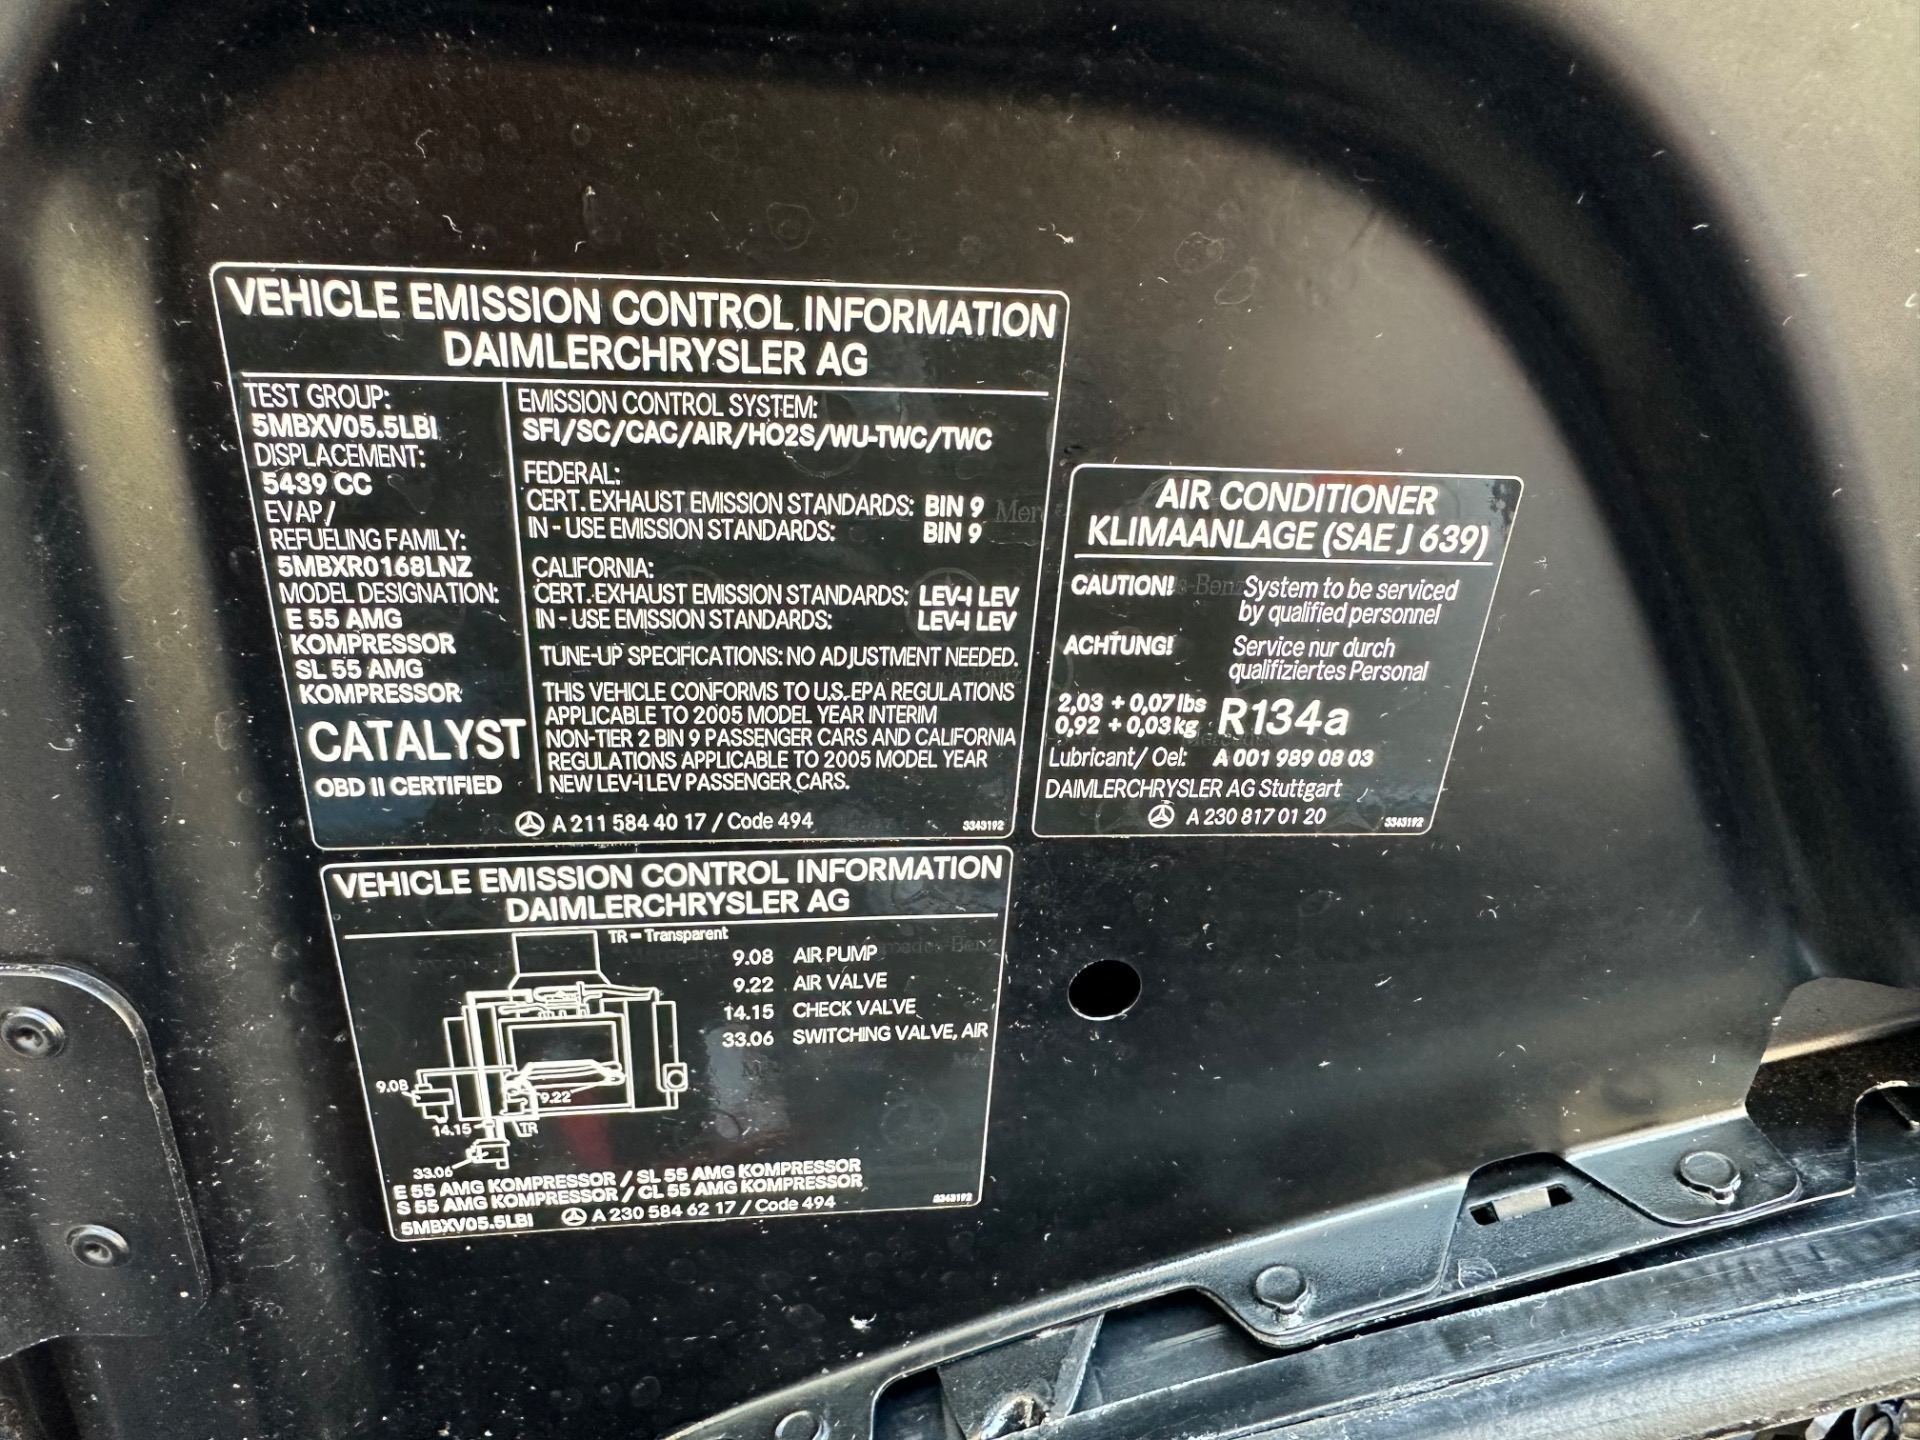 VEHICLE EMISSION CONTROL INFORMATION
DAIMLERCHRYSLER AG
TEST GROUP:
5MBXV05.5LBI
DISPLACEMENT:
5439 CC
EVAP/
REFUELING FAMILY:
5MBXR0168LNZ
MODEL DESIGNATION:
E 55 AMG
KOMPRESSOR
SL 55 AMG
KOMPRESSOR
CATALYST
OBD II CERTIFIED
EMISSION CONTROL SYSTEM:
SFI/SC/CAC/AIR/HO2S/WU-TWC/TWC
FEDERAL:
CERT. EXHAUST EMISSION STANDARDS: BIN 9
IN - USE EMISSION STANDARDS: BIN 9
CALIFORNIA:
CERT. EXHAUST EMISSION STANDARDS: LEV-I LEV
IN - USE EMISSION STANDARDS: LEV-I LEV
TUNE-UP SPECIFICATIONS: NO ADJUSTMENT NEEDED.
THIS VEHICLE CONFORMS TO U.S. EPA REGULATIONS
APPLICABLE TO 2005 MODEL YEAR INTERIM
NON-TIER 2 BIN 9 PASSENGER CARS AND CALIFORNIA
REGULATIONS APPLICABLE TO 2005 MODEL YEAR
NEW LEV-I LEV PASSENGER CARS.
A 211 584 40 17 / Code 494
3343192
AIR CONDITIONER
KLIMAANLAGE (SAE J 639)
CAUTION! System to be serviced
by qualified personnel
ACHTUNG! Service nur durch
qualifiziertes Personal
2,03 + 0,07 lbs
0,92 + 0,03 kg
R134a
Lubricant/ Oel: A 001 989 08 03
DAIMLERCHRYSLER AG Stuttgart
A 230 817 01 20
3343192
VEHICLE EMISSION CONTROL INFORMATION
DAIMLERCHRYSLER AG
TR = Transparent
9.08 AIR PUMP
9.22 AIR VALVE
14.15 CHECK VALVE
33.06 SWITCHING VALVE, AIR
9.08
9.22
14.15
TR
33.06
E 55 AMG KOMPRESSOR / SL 55 AMG KOMPRESSOR
S 55 AMG KOMPRESSOR / CL 55 AMG KOMPRESSOR
5MBXV05.5LBI A 230 584 62 17 / Code 494
3343192